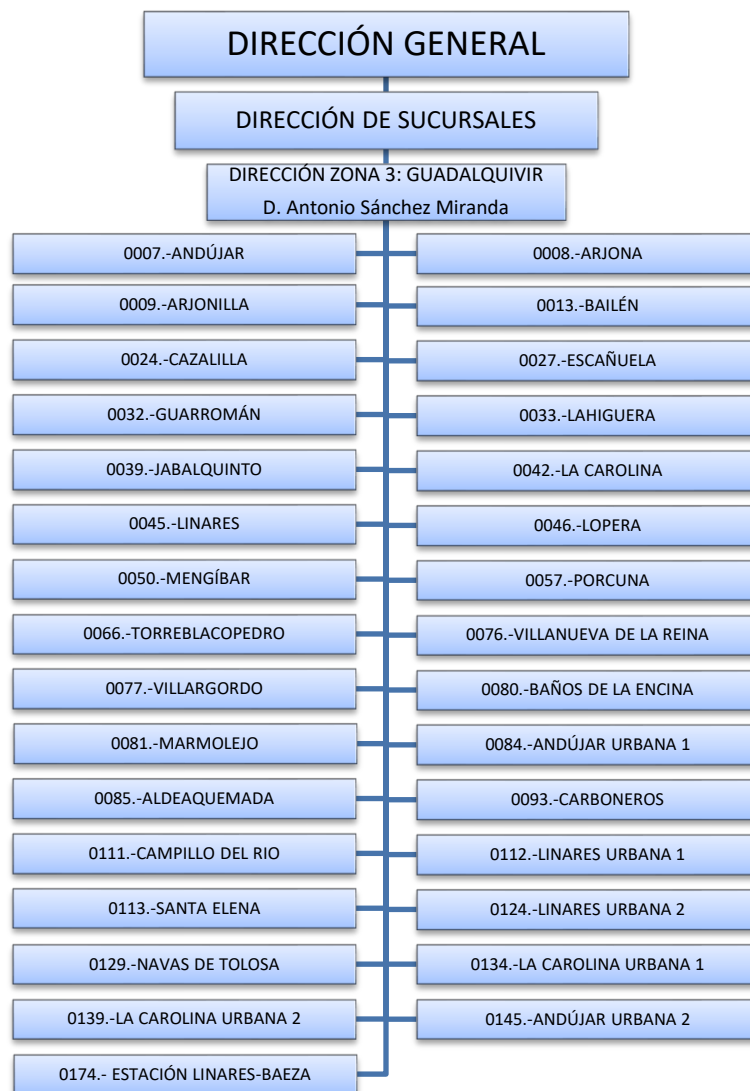 DIRECCIÓN GENERAL
DIRECCIÓN DE SUCURSALES
DIRECCIÓN ZONA 3: GUADALQUIVIR
D. Antonio Sánchez Miranda
0007.-ANDÚJAR
0008.-ARJONA
0009.-ARJONILLA
0013.-BAILÉN
0024.-CAZALILLA
0027.-ESCAÑUELA
0032.-GUARROMÁN
0033.-LAHIGUERA
0039.-JABALQUINTO
0042.-LA CAROLINA
0045.-LINARES
0046.-LOPERA
0050.-MENGÍBAR
0057.-PORCUNA
0066.-TORREBLACOPEDRO
0076.-VILLANUEVA DE LA REINA
0077.-VILLARGORDO
0080.-BAÑOS DE LA ENCINA
0081.-MARMOLEJO
0084.-ANDÚJAR URBANA 1
0085.-ALDEAQUEMADA
0093.-CARBONEROS
0111.-CAMPILLO DEL RIO
0112.-LINARES URBANA 1
0113.-SANTA ELENA
0124.-LINARES URBANA 2
0129.-NAVAS DE TOLOSA
0134.-LA CAROLINA URBANA 1
0139.-LA CAROLINA URBANA 2
0145.-ANDÚJAR URBANA 2
0174.- ESTACIÓN LINARES-BAEZA